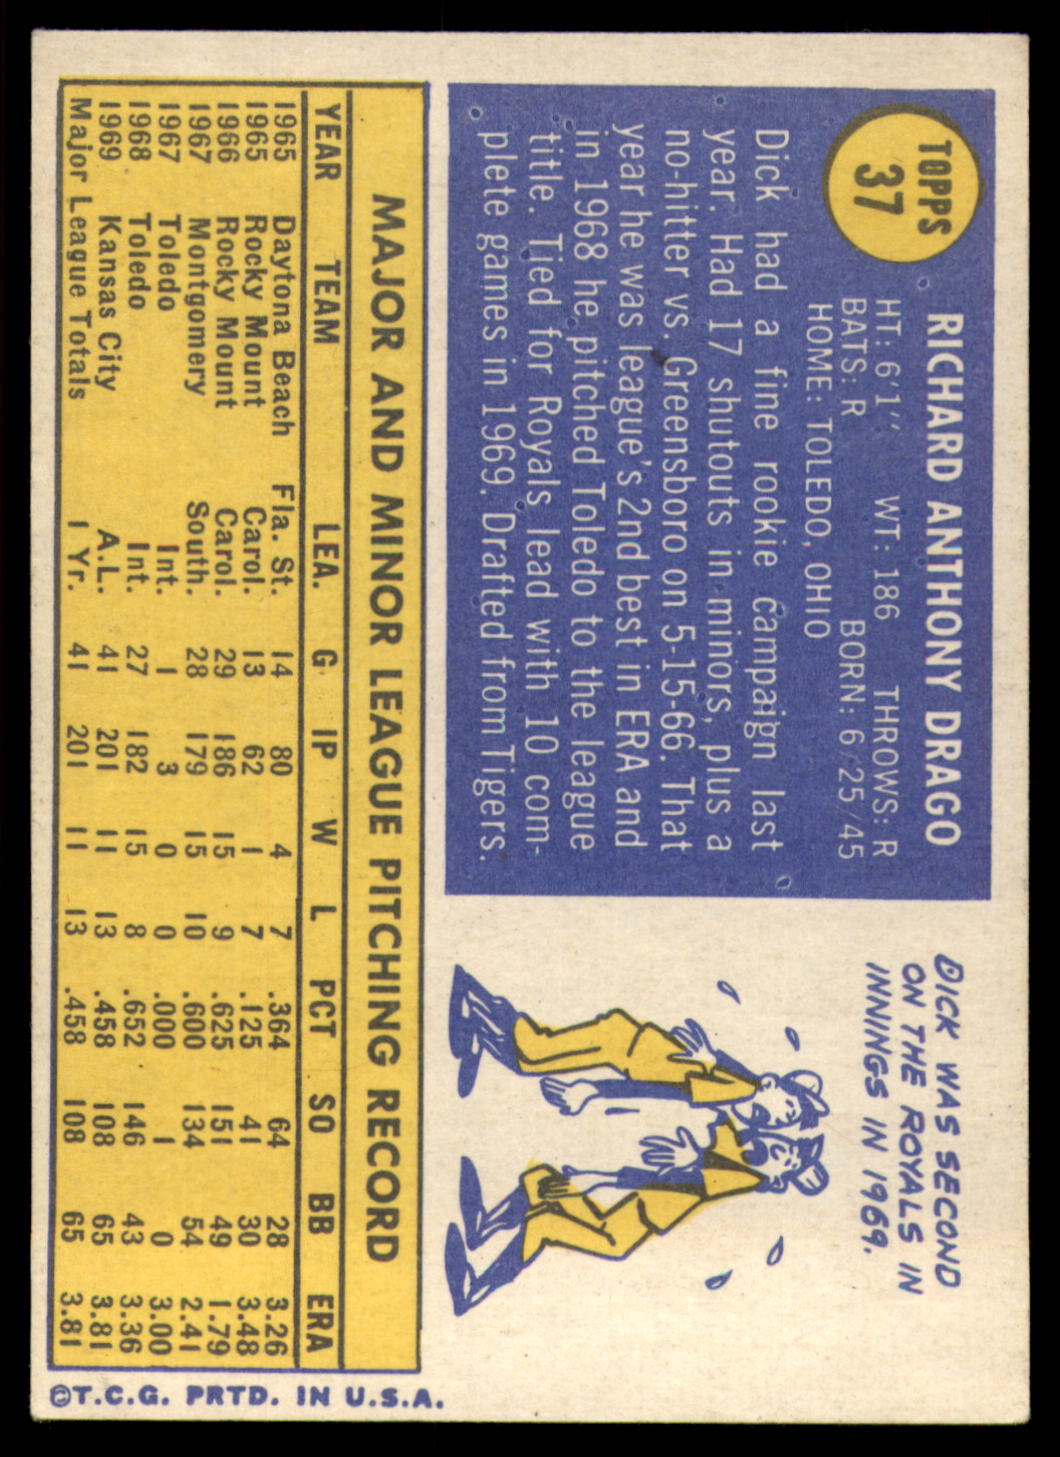 TOPPS
37
RICHARD ANTHONY DRAGO
HT: 6'1" WT: 186 THROWS: R
BATS: R BORN: 6/25/45
HOME: TOLEDO, OHIO
Dick had a fine rookie campaign last
year. Had 17 shutouts in minors, plus a
no-hitter vs. Greensboro on 5-15-66. That
year he was league's 2nd best in ERA and
in 1968 he pitched Toledo to the league
title. Tied for Royals lead with 10 com-
plete games in 1969. Drafted from Tigers.
DICK WAS SECOND
ON THE ROYALS IN
INNINGS IN 1969.
MAJOR AND MINOR LEAGUE PITCHING RECORD
YEAR TEAM LEA. G IP W L PCT SO BB ERA
1965 Daytona Beach Fla. St. 14 80 4 7 .364 64 28 3.26
1965 Rocky Mount Carol. 13 62 1 7 .125 41 30 3.48
1966 Rocky Mount Carol. 29 186 15 9 .625 151 49 1.79
1967 Montgomery South. 28 179 15 10 .600 134 54 2.41
1967 Toledo Int. 1 3 0 0 .000 1 0 3.00
1968 Toledo Int. 27 182 15 8 .652 146 43 3.36
1969 Kansas City A.L. 41 201 11 13 .458 108 65 3.81
Major League Totals 1 Yr. 41 201 11 13 .458 108 65 3.81
©T.C.G. PRTD. IN U.S.A.